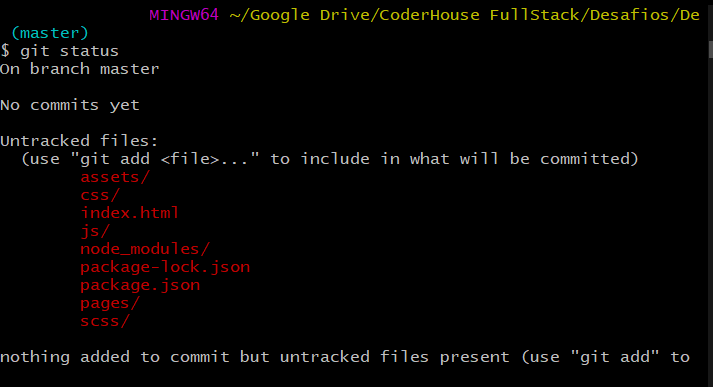 MINGW64 ~/Google Drive/CoderHouse FullStack/Desafios/De
(master)
$ git status
On branch master
No commits yet
Untracked files:
(use "git add <file>..." to include in what will be committed)
assets/
css/
index.html
js/
node_modules/
package-lock.json
package.json
pages/
scss/
nothing added to commit but untracked files present (use "git add" to